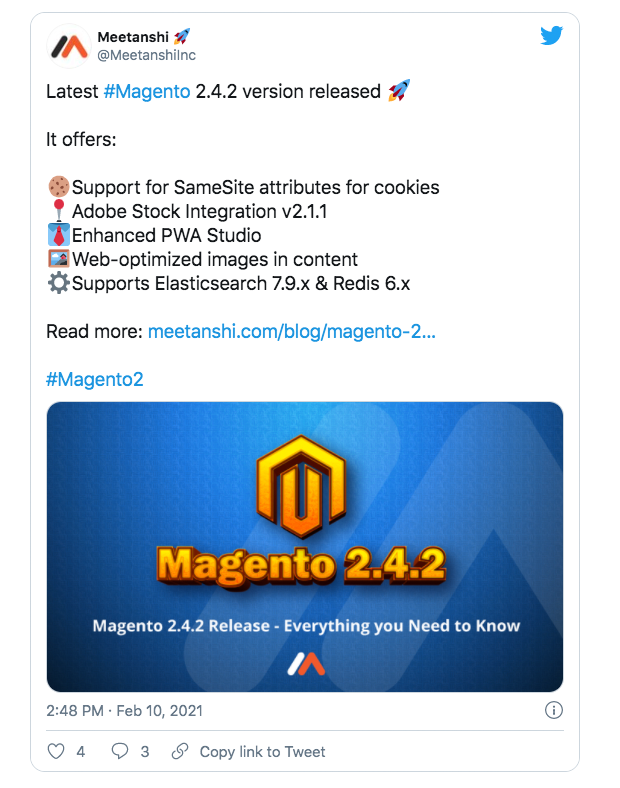 Meetanshi 🚀
@MeetanshiInc
Latest #Magento 2.4.2 version released 🚀
It offers:
🍪Support for SameSite attributes for cookies
📍Adobe Stock Integration v2.1.1
👔Enhanced PWA Studio
🖼Web-optimized images in content
⚙Supports Elasticsearch 7.9.x & Redis 6.x
Read more: meetanshi.com/blog/magento-2...
#Magento2
Magento 2.4.2
Magento 2.4.2 Release - Everything you Need to Know
2:48 PM · Feb 10, 2021
4 3 Copy link to Tweet